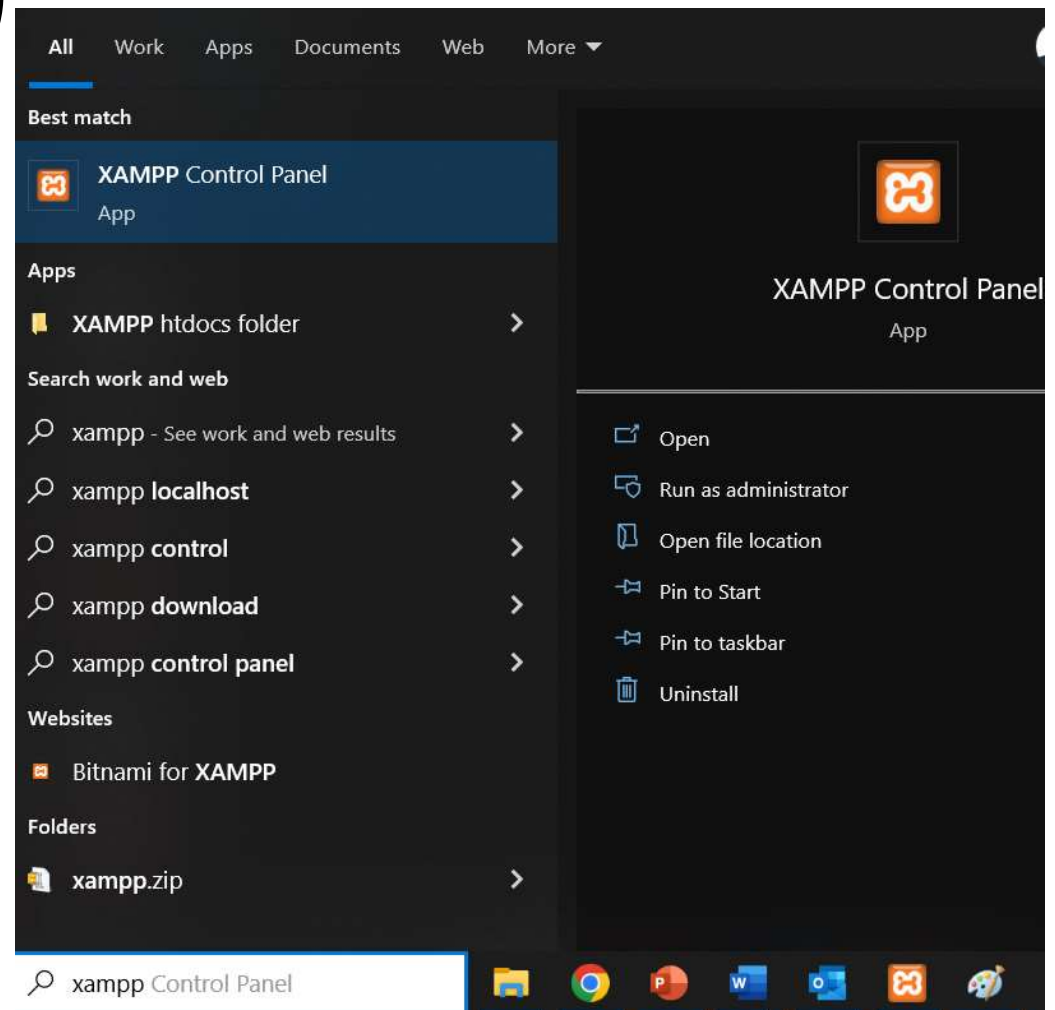 All Work Apps Documents Web More
Best match
XAMPP Control Panel
App
Apps
XAMPP htdocs folder
Search work and web
xampp - See work and web results
xampp localhost
xampp control
xampp download
xampp control panel
Websites
Bitnami for XAMPP
Folders
xampp.zip
xampp Control Panel
XAMPP Control Panel
App
Open
Run as administrator
Open file location
Pin to Start
Pin to taskbar
Uninstall